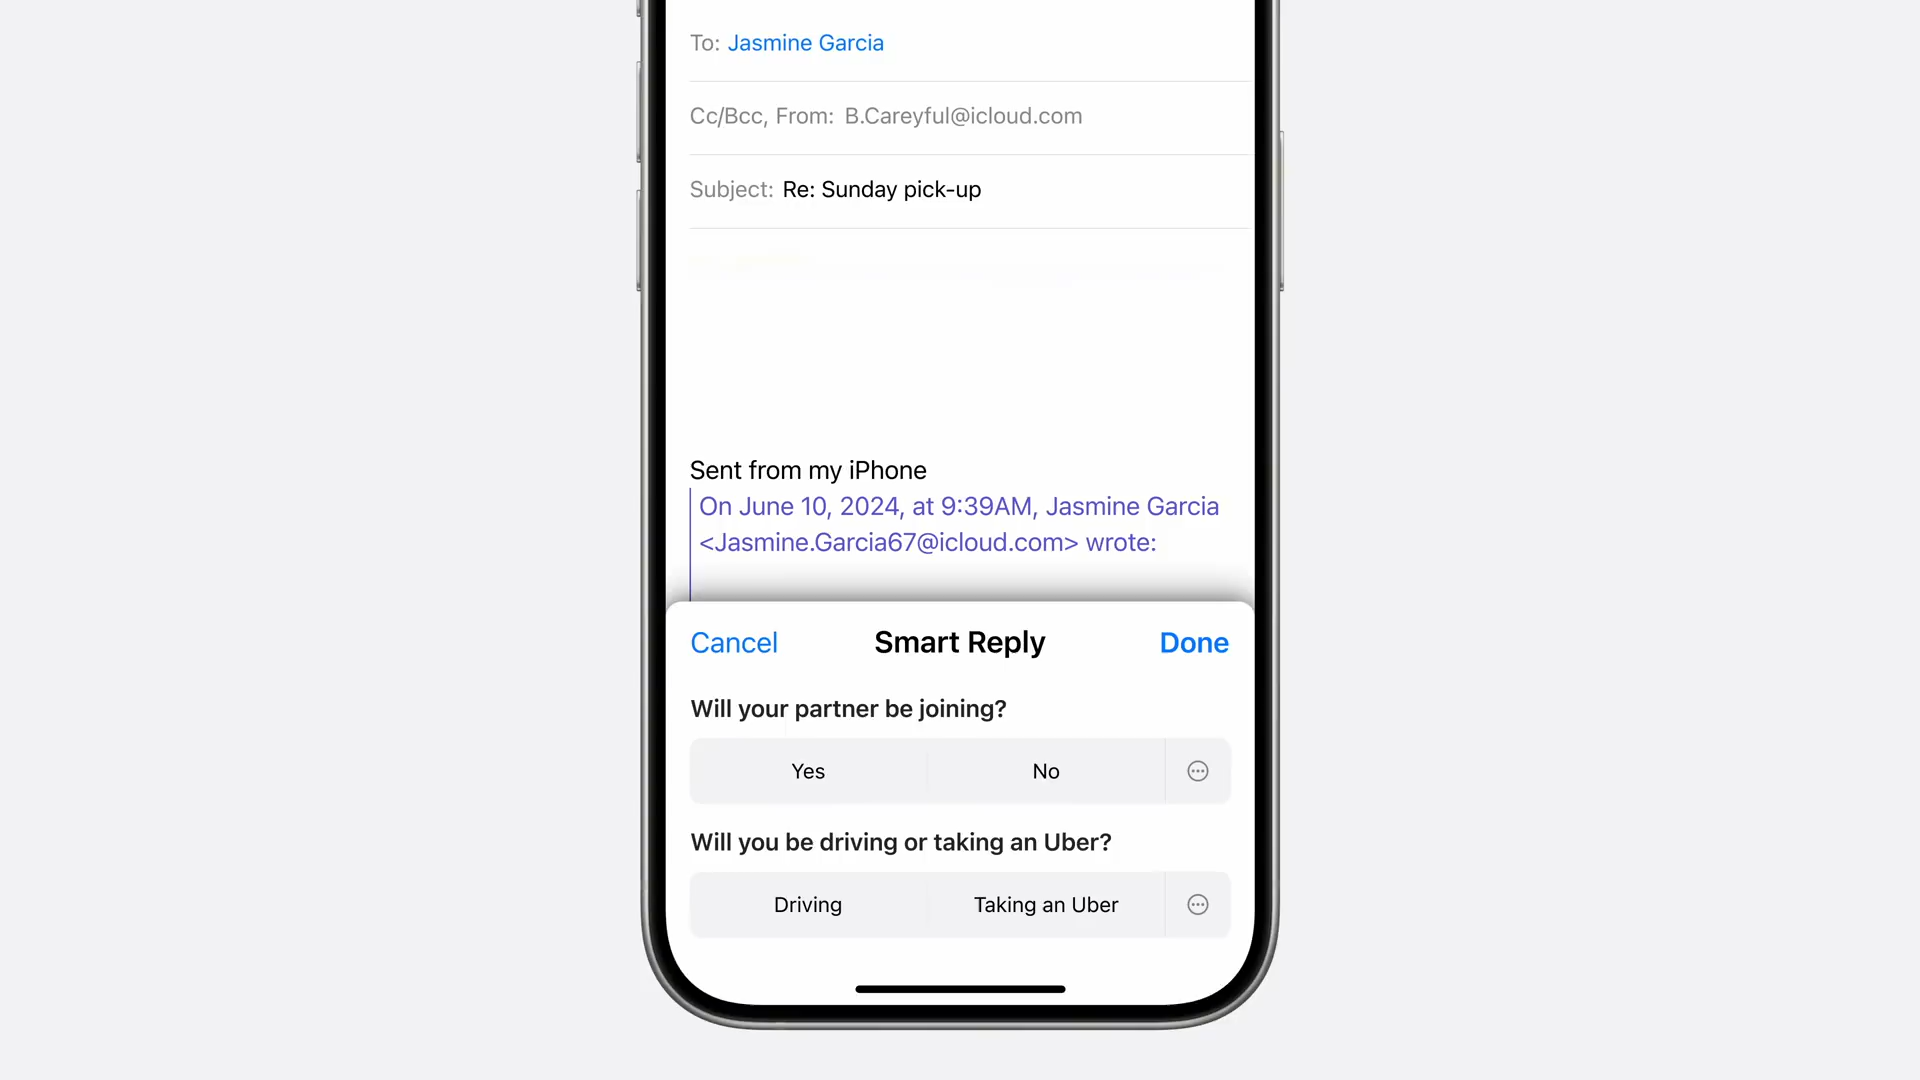 To: Jasmine Garcia
Cc/Bcc, From: B.Careyful@icloud.com
Subject: Re: Sunday pick-up
Sent from my iPhone
On June 10, 2024, at 9:39AM, Jasmine Garcia
<Jasmine.Garcia67@icloud.com> wrote:
Cancel Smart Reply Done
Will your partner be joining?
Yes No
Will you be driving or taking an Uber?
Driving Taking an Uber